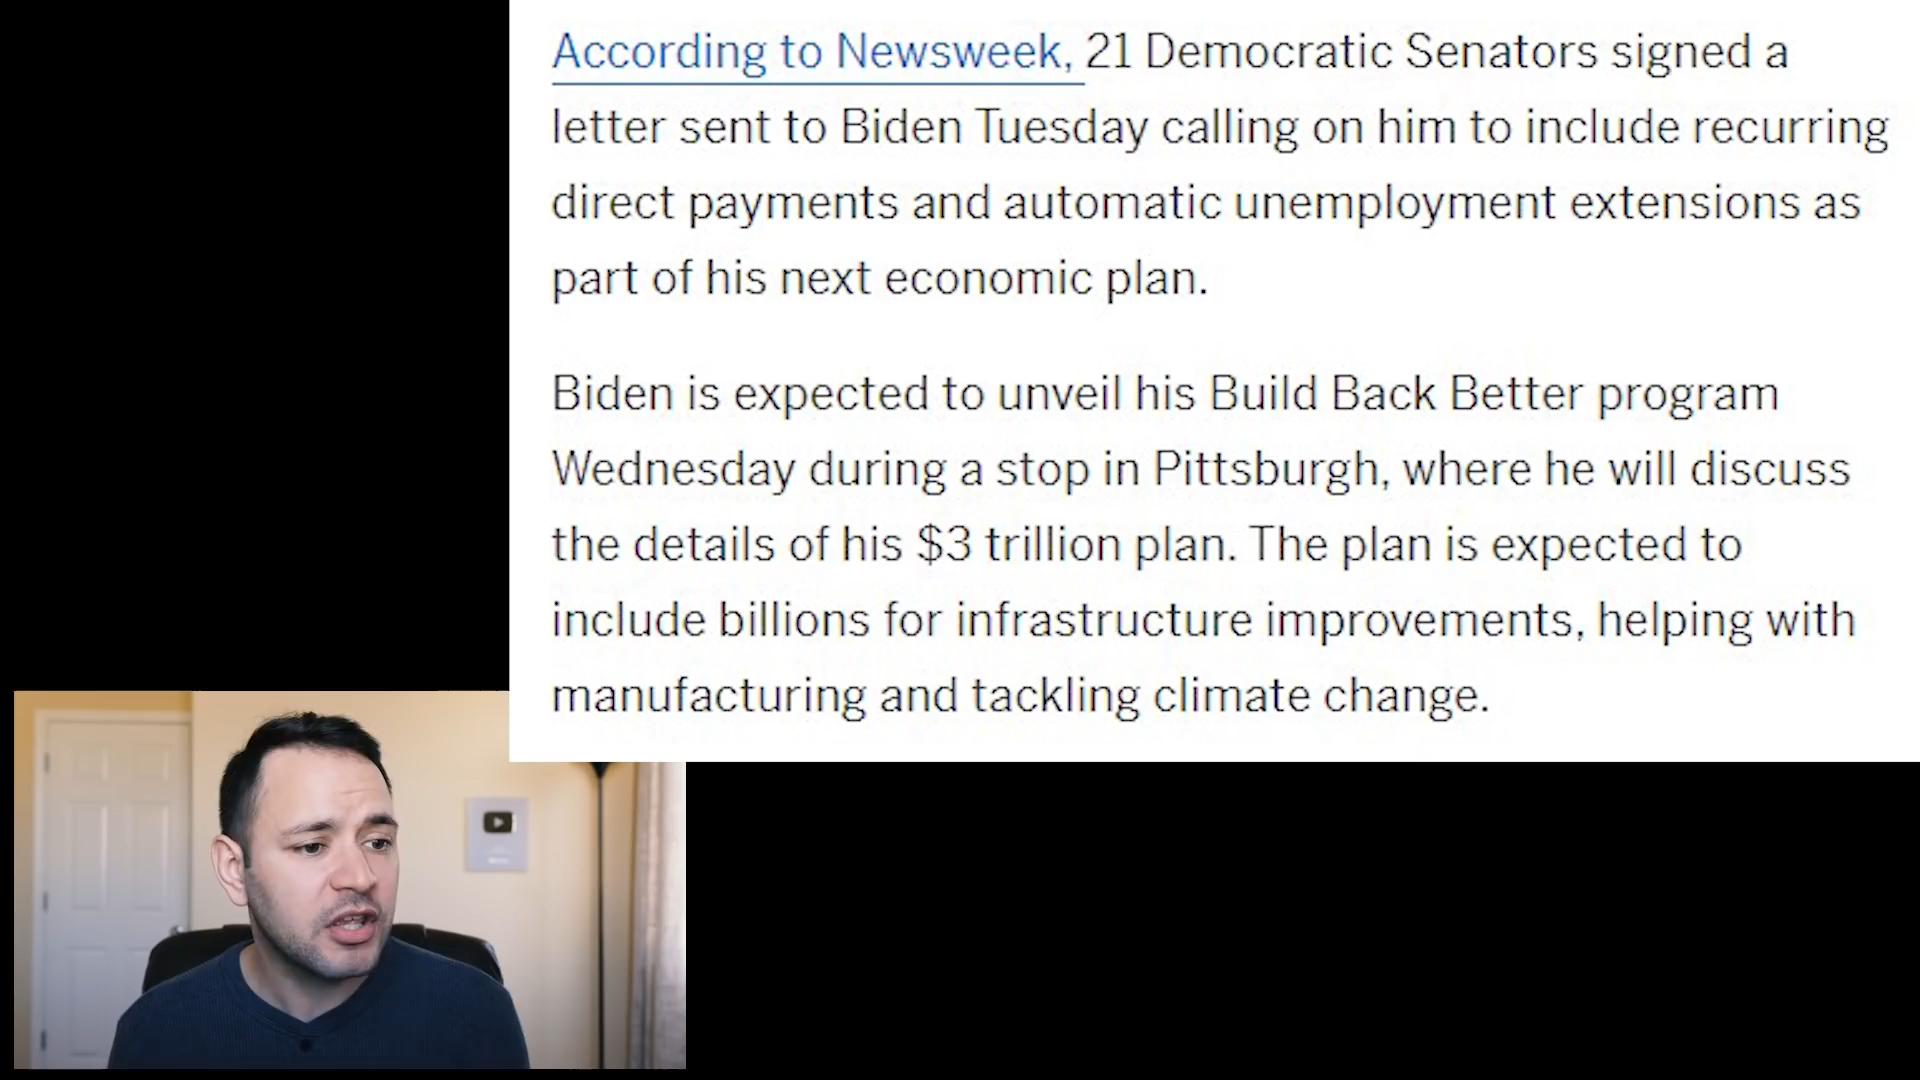 According to Newsweek, 21 Democratic Senators signed a
letter sent to Biden Tuesday calling on him to include recurring
direct payments and automatic unemployment extensions as
part of his next economic plan.
Biden is expected to unveil his Build Back Better program
Wednesday during a stop in Pittsburgh, where he will discuss
the details of his $3 trillion plan. The plan is expected to
include billions for infrastructure improvements, helping with
manufacturing and tackling climate change.